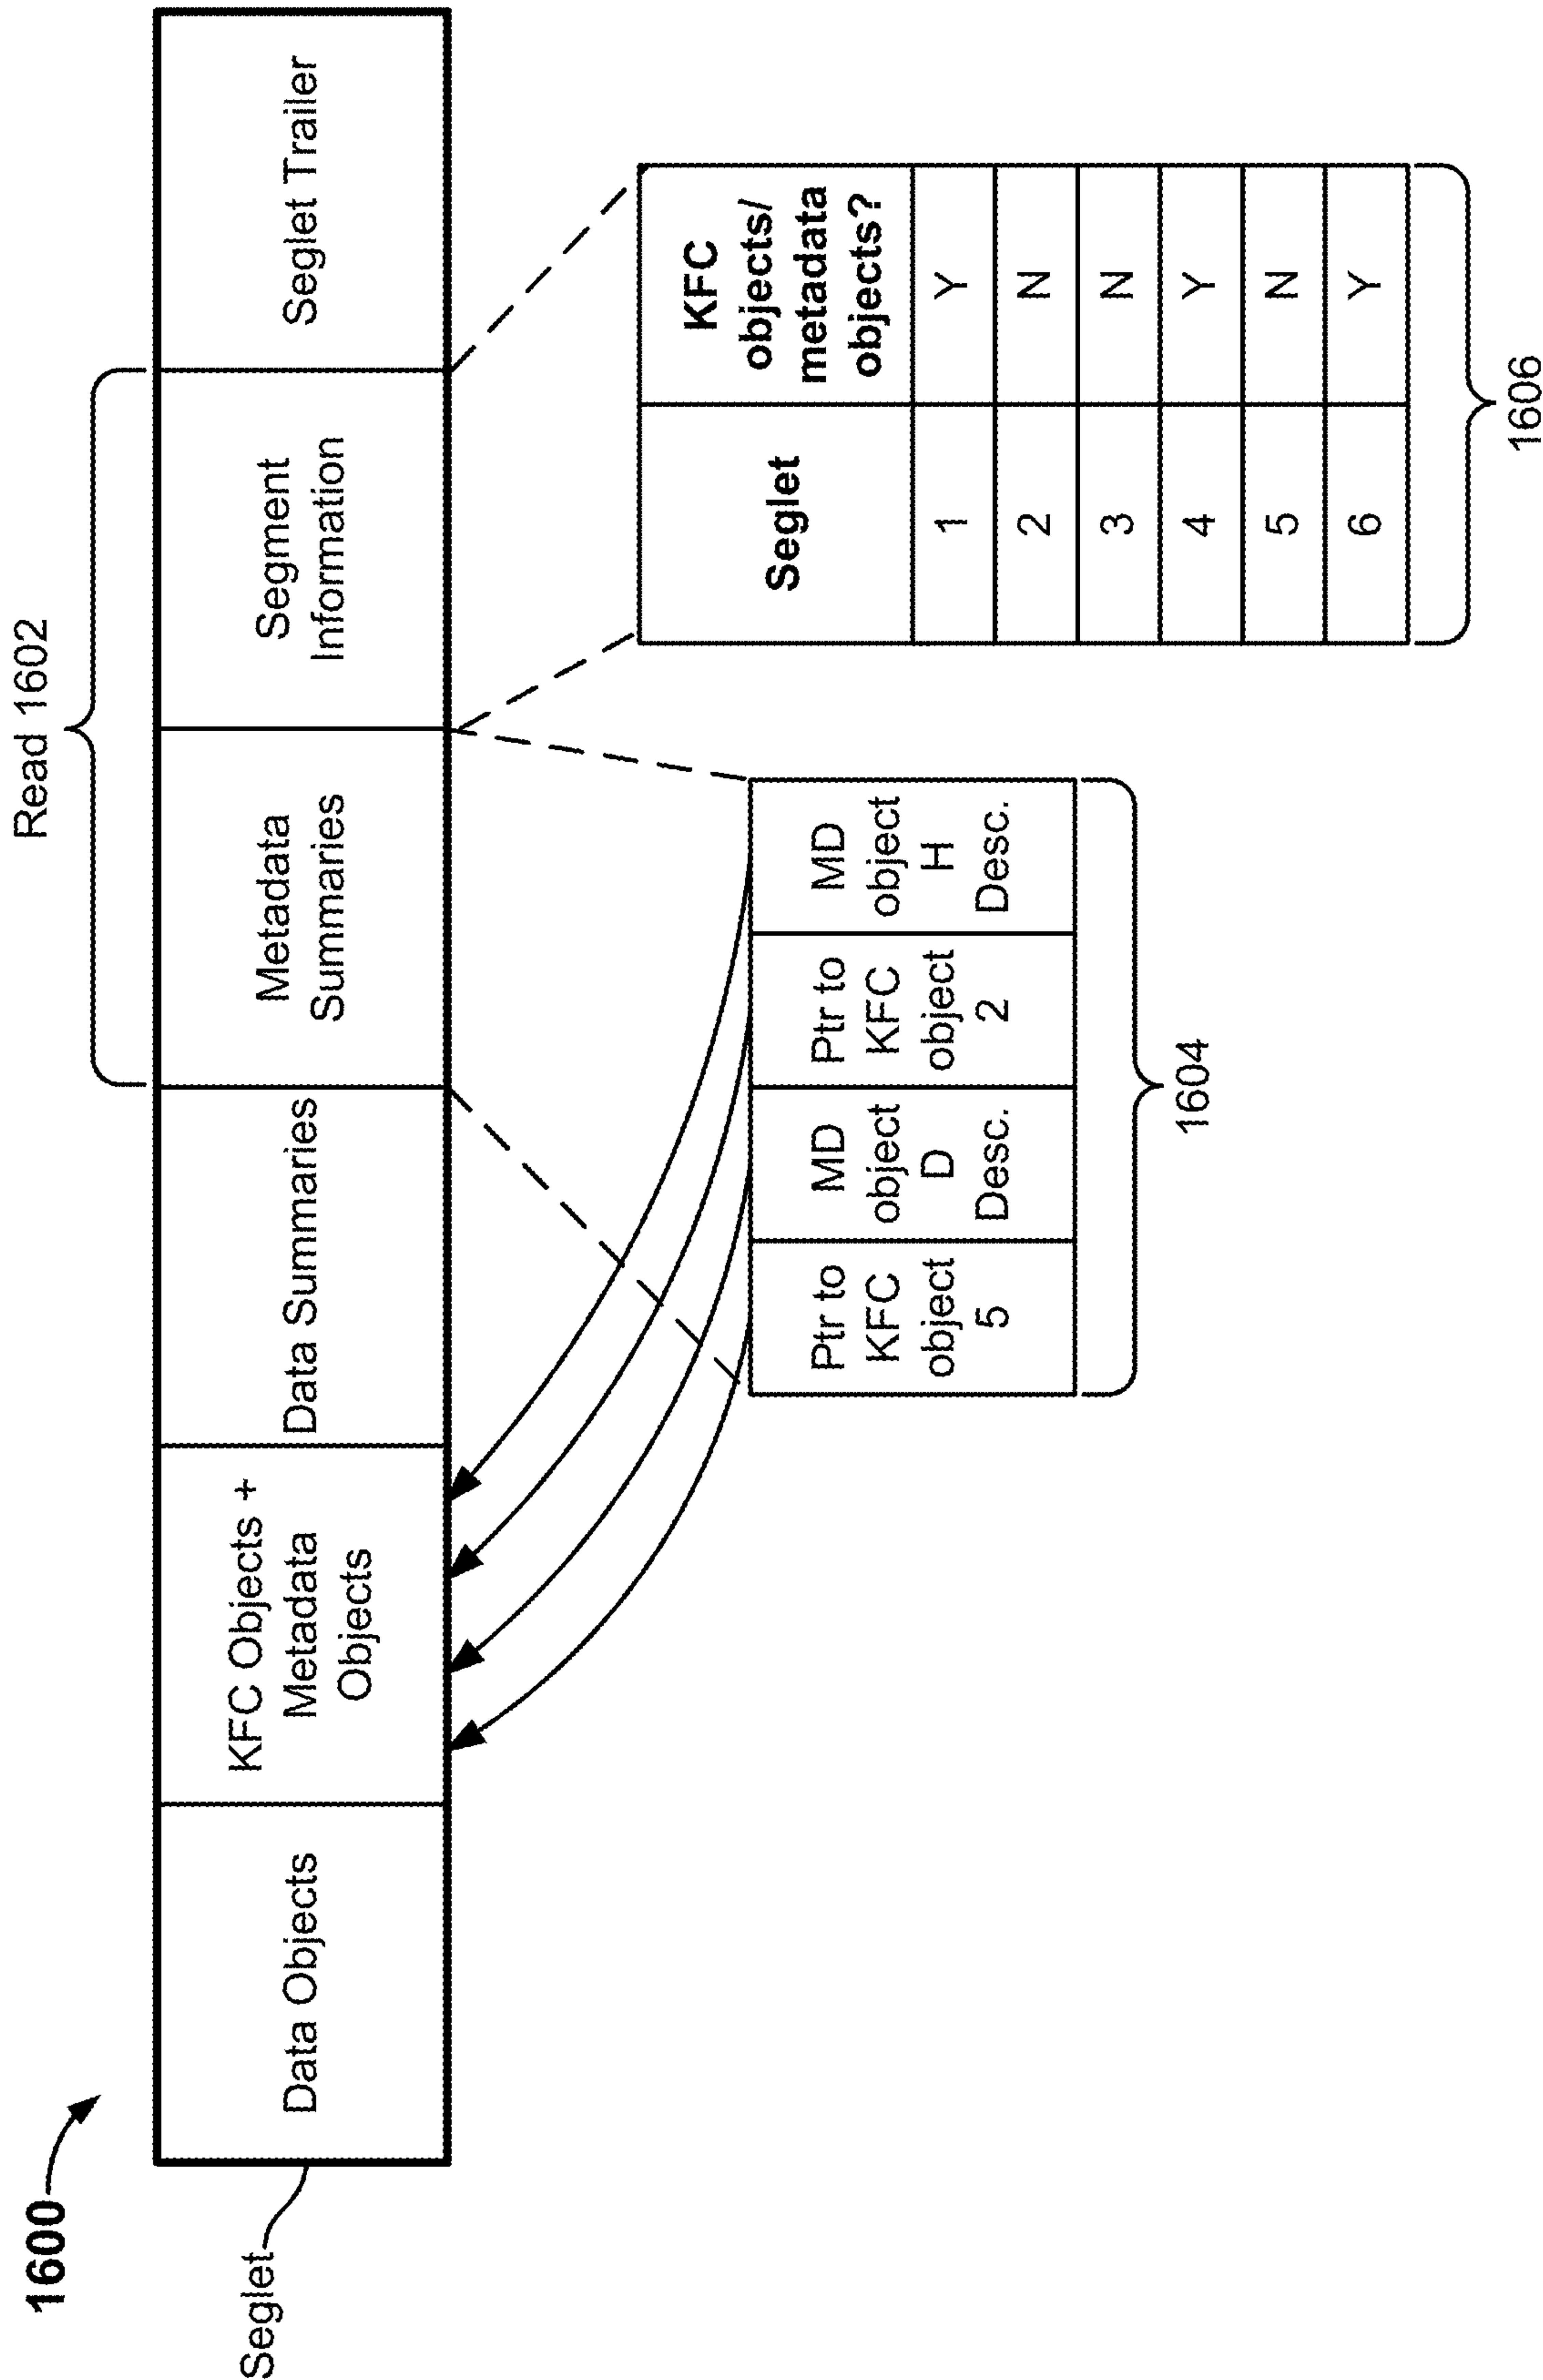 1600
Read 1602
Seglet
Data Objects
KFC Objects +
Metadata
Objects
Data Summaries
Metadata
Summaries
Segment
Information
Seglet Trailer
Ptr to
KFC
object
5
MD
object
D
Desc.
Ptr to
KFC
object
2
MD
object
H
Desc.
1604
Seglet
KFC
objects/
metadata
objects?
1 Y
2 N
3 N
4 Y
5 N
6 Y
1606